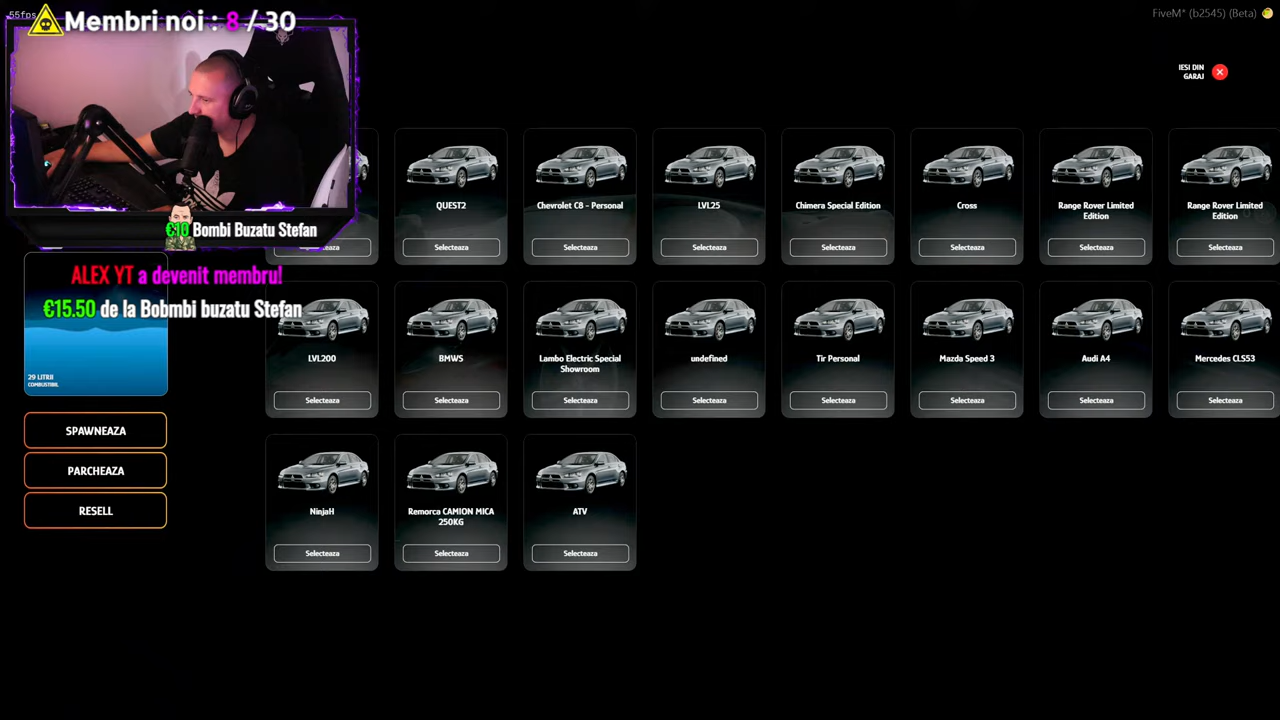 55fps
Membri noi : 8 / 30
FiveM* (b2545) (Beta)
IESI DIN
GARAJ
€10 Bombi Buzatu Stefan
ALEX YT a devenit membru!
€15.50 de la Bobmbi buzatu Stefan
29 LITRII
COMBUSTIBIL
SPAWNEAZA
PARCHEAZA
RESELL
QUEST2
Selecteaza
Chevrolet C8 - Personal
Selecteaza
LVL25
Selecteaza
Chimera Special Edition
Selecteaza
Cross
Selecteaza
Range Rover Limited
Edition
Selecteaza
Range Rover Limited
Edition
Selecteaza
LVL200
Selecteaza
BMWS
Selecteaza
Lambo Electric Special
Showroom
Selecteaza
undefined
Selecteaza
Tir Personal
Selecteaza
Mazda Speed 3
Selecteaza
Audi A4
Selecteaza
Mercedes CLS53
Selecteaza
NinjaH
Selecteaza
Remorca CAMION MICA
250KG
Selecteaza
ATV
Selecteaza